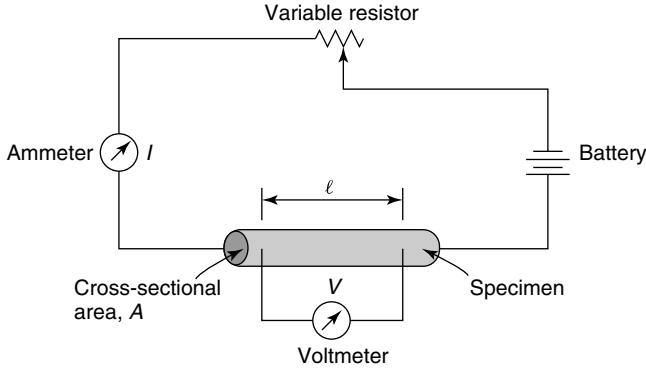 Variable resistor
Ammeter
I
Battery
ℓ
Cross-sectional
area, A
V
Specimen
Voltmeter